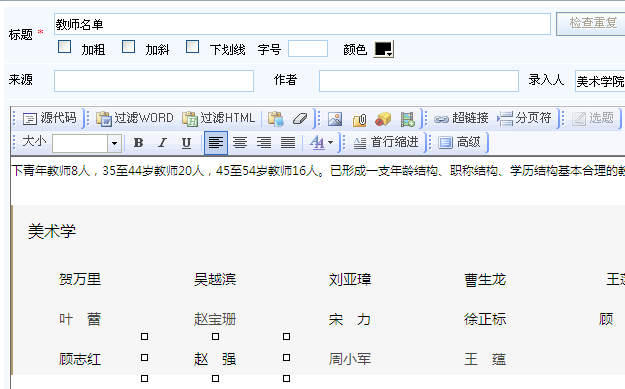 标题 * 教师名单 检查重复
加粗 加斜 下划线 字号 颜色
来源 作者 录入人 美术学院
源代码 过滤WORD 过滤HTML 超链接 分页符 选题
大小 B I U A 首行缩进 高级
下青年教师8人，35至44岁教师20人，45至54岁教师16人。已形成一支年龄结构、职称结构、学历结构基本合理的教
美术学
贺万里 吴越滨 刘亚璋 曹生龙 王莲
叶 蕾 赵宝珊 宋 力 徐正标 顾
顾志红 赵 强 周小军 王 蕴